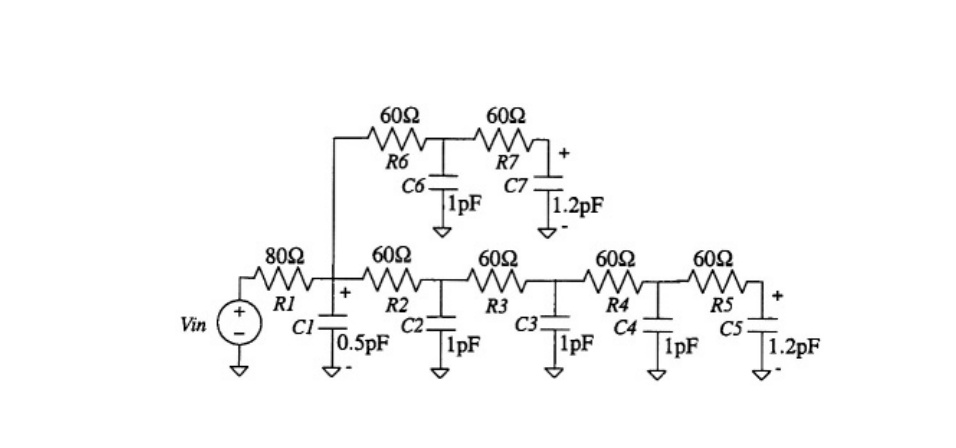 60Ω 60Ω
+
R6 R7
C6 C7
1pF 1.2pF
-
80Ω 60Ω 60Ω 60Ω 60Ω
R1 + R2 R3 R4 R5 +
Vin + - C1 C2 C3 C4 C5
0.5pF 1pF 1pF 1pF 1.2pF
- -